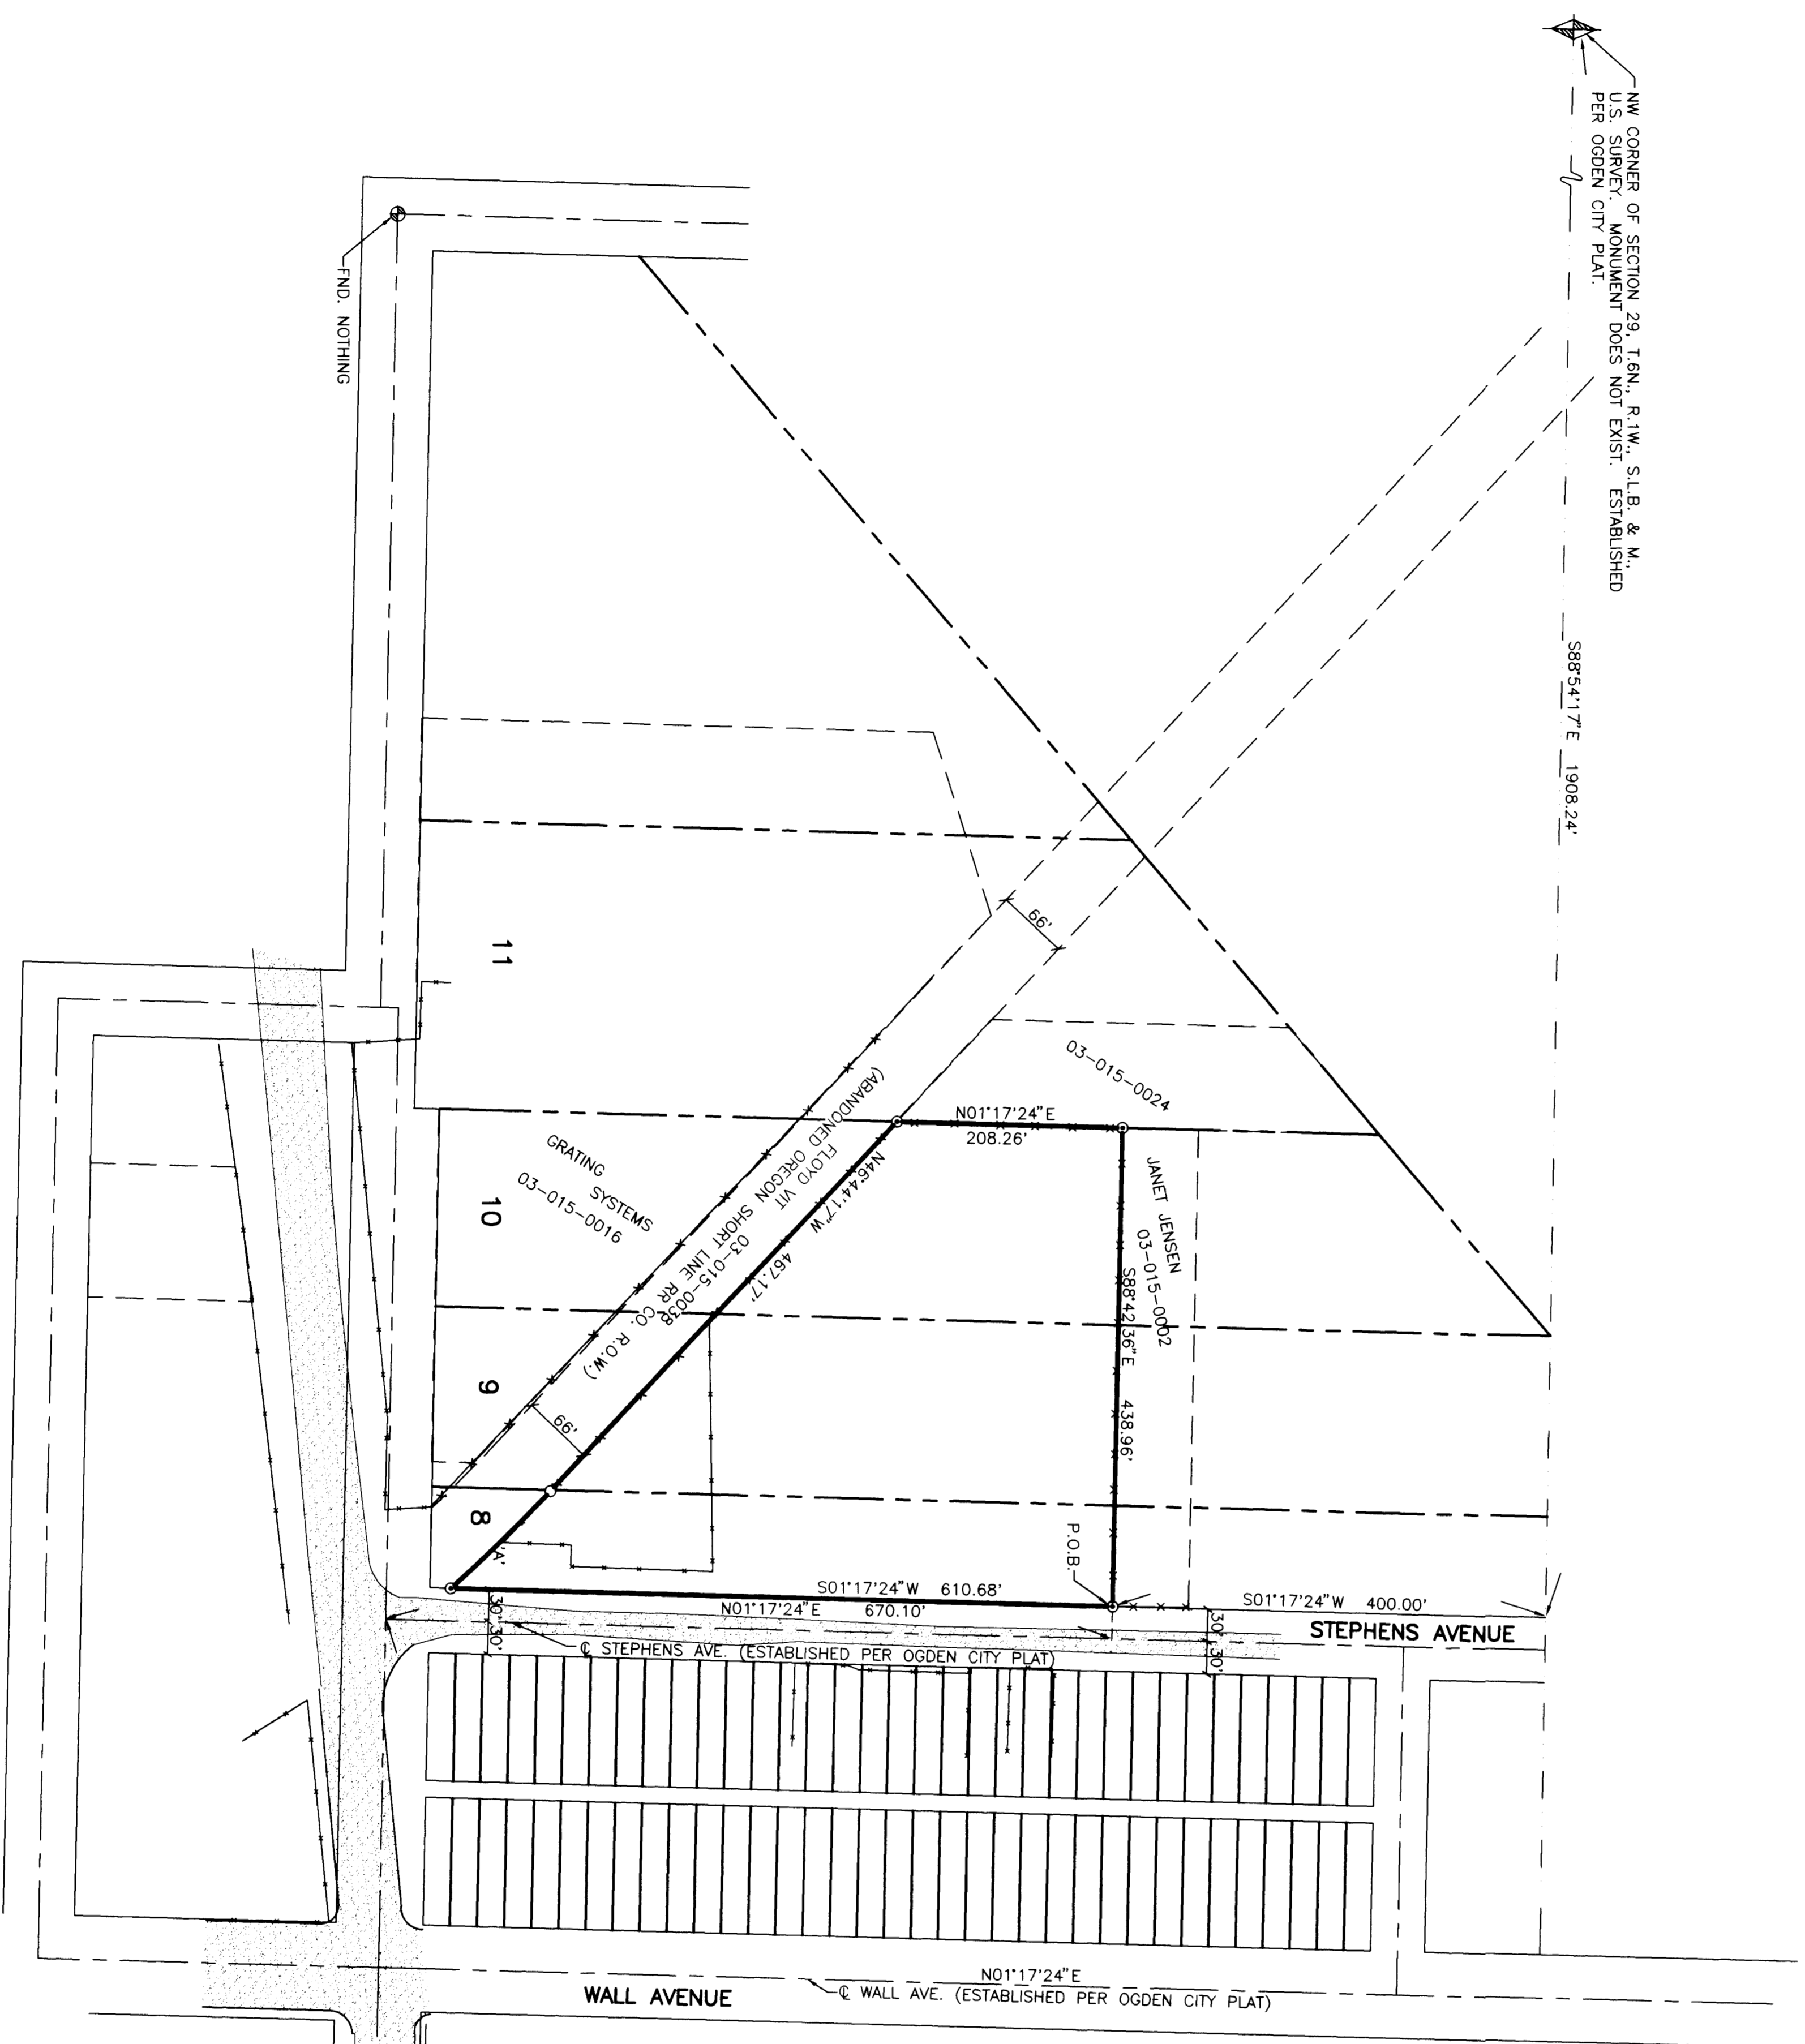 NW CORNER OF SECTION 29, T.6N., R.1W., S.L.B. & M.,
U.S. SURVEY. MONUMENT DOES NOT EXIST. ESTABLISHED
PER OGDEN CITY PLAT.
S88°54'17"E 1908.24'
FND. NOTHING
66'
11
03-015-0024
N01°17'24"E
208.26'
JANET JENSEN
03-015-0002
S88°42'36"E 438.96'
N46°44'17"W 467.17'
(ABANDONED OREGON SHORT LINE RR CO. R.O.W.)
FLOYD VIT
03-015-0038
GRATING SYSTEMS
03-015-0016
10
9
66'
8
'A'
P.O.B.
S01°17'24"W 610.68'
N01°17'24"E 670.10'
S01°17'24"W 400.00'
STEPHENS AVENUE
30' 30'
30' 30'
℄ STEPHENS AVE. (ESTABLISHED PER OGDEN CITY PLAT)
N01°17'24"E
WALL AVENUE
℄ WALL AVE. (ESTABLISHED PER OGDEN CITY PLAT)